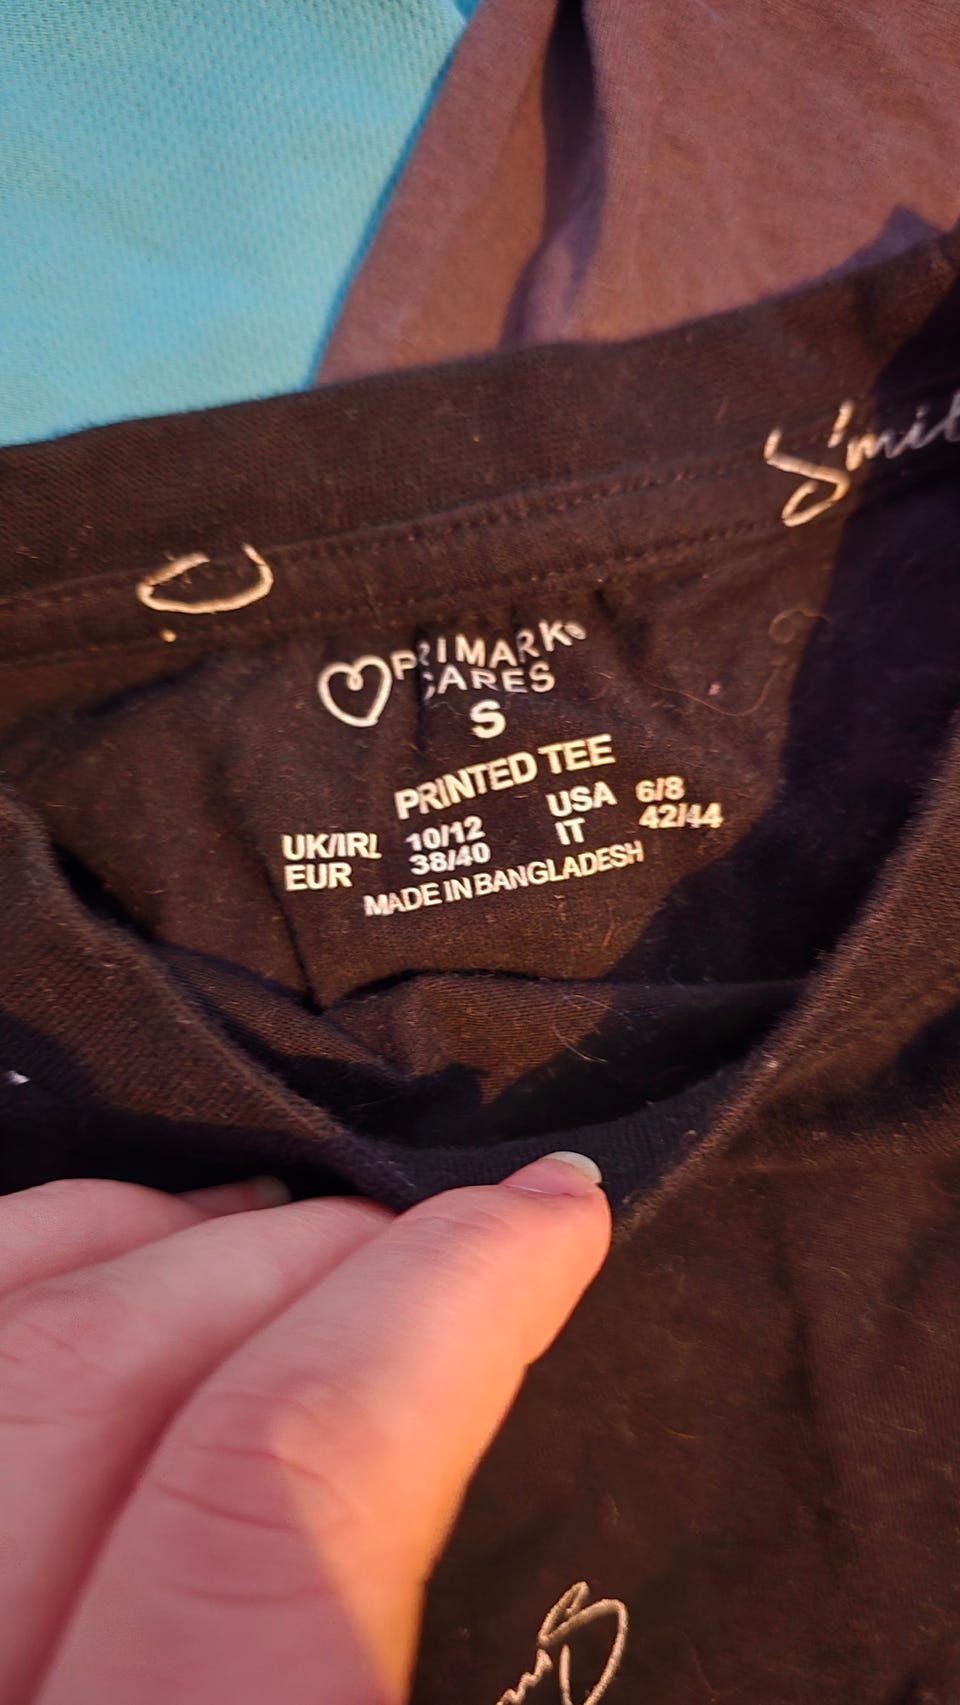 Smit
PRIMARK
CARES
S
PRINTED TEE
UK/IRL 10/12 USA 6/8
EUR 38/40 IT 42/44
MADE IN BANGLADESH